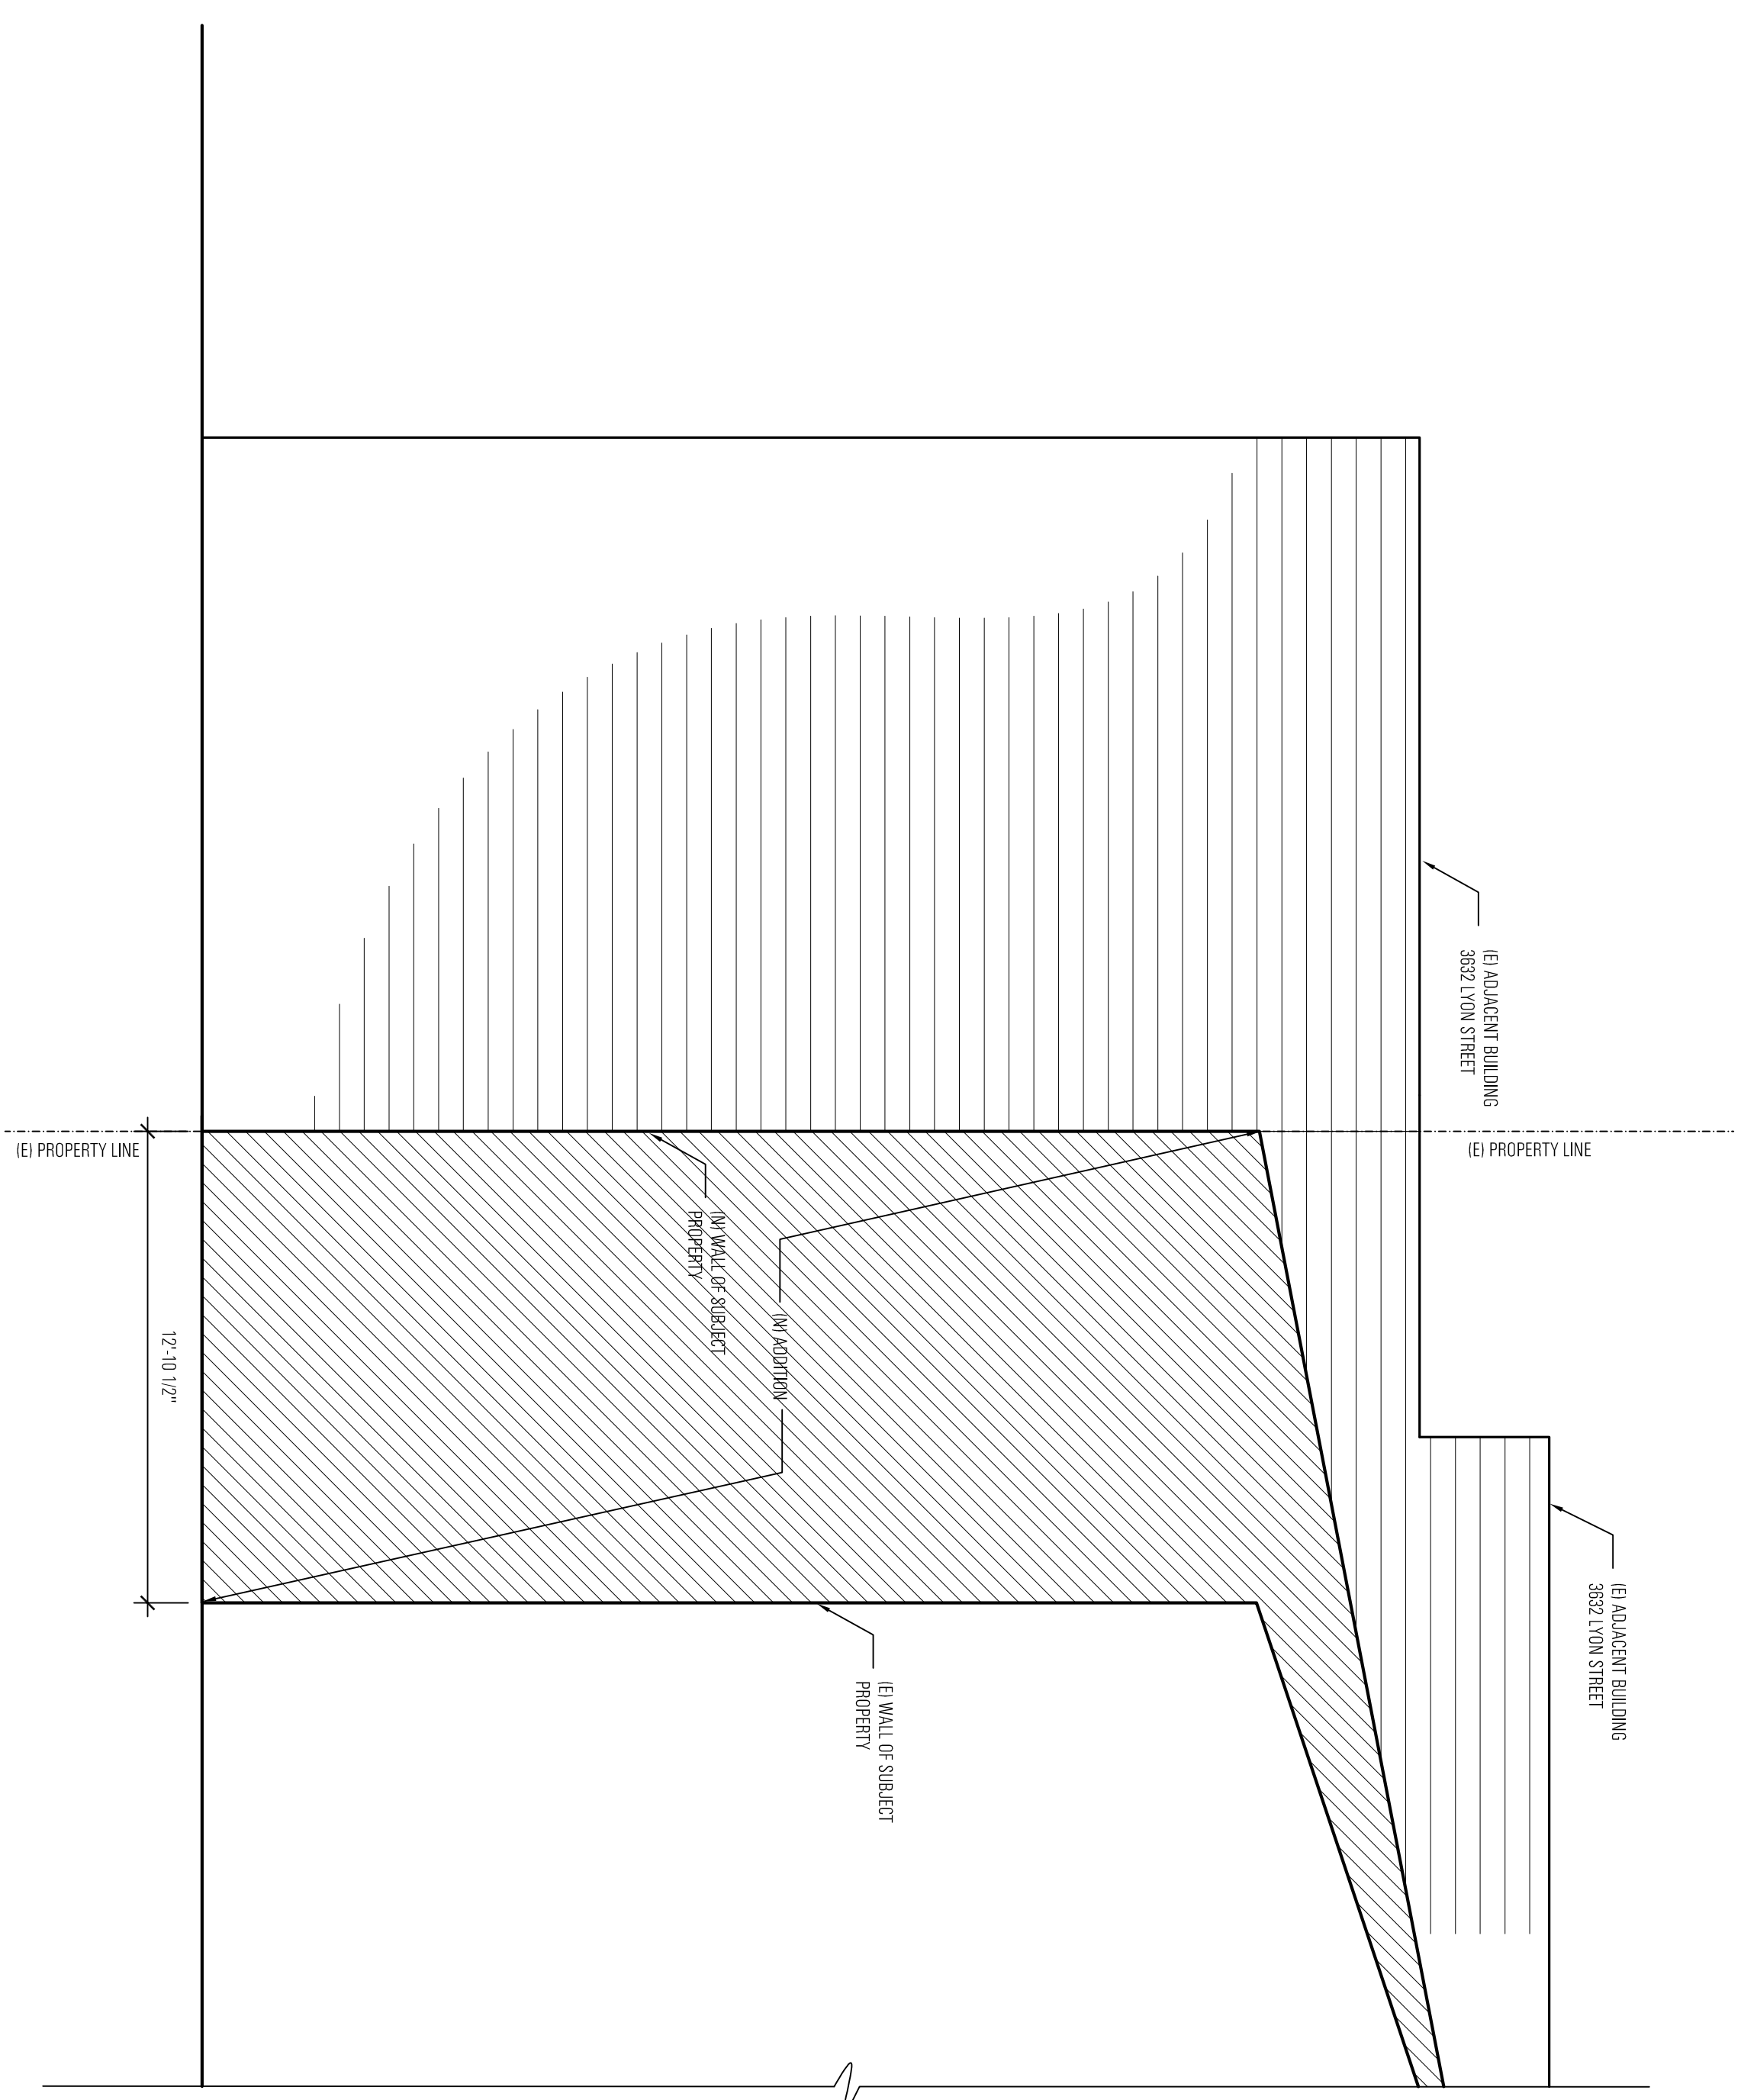 (E) ADJACENT BUILDING
3632 LYON STREET
(E) PROPERTY LINE
(E) PROPERTY LINE
(N) WALL OF SUBJECT
PROPERTY
(N) ADDITION
12'-10 1/2"
(E) ADJACENT BUILDING
3632 LYON STREET
(E) WALL OF SUBJECT
PROPERTY